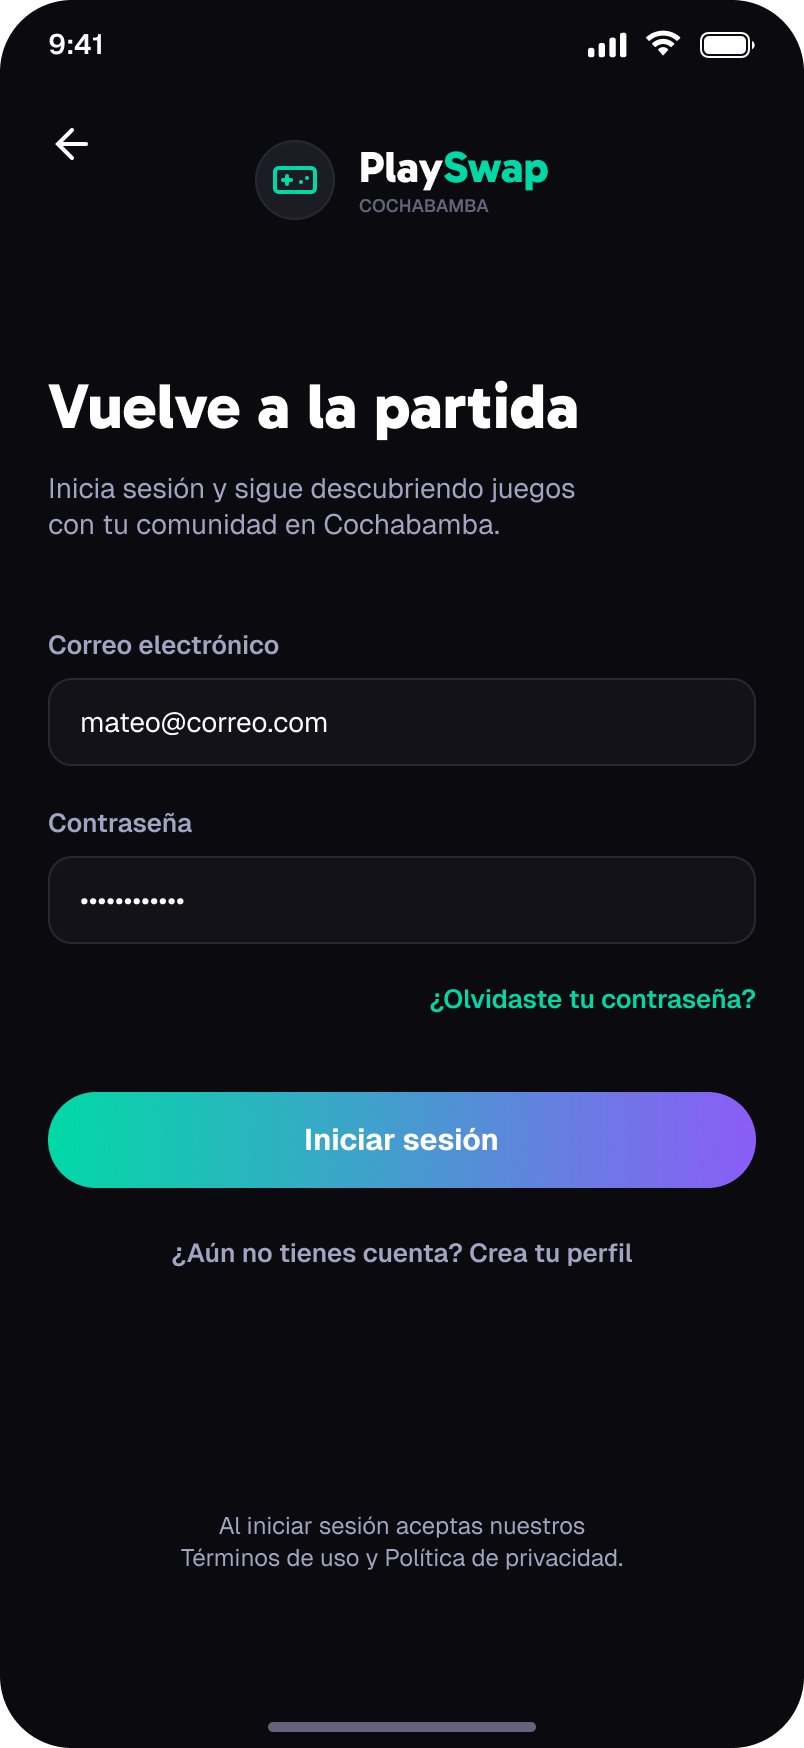 9:41
PlaySwap
COCHABAMBA
Vuelve a la partida
Inicia sesión y sigue descubriendo juegos
con tu comunidad en Cochabamba.
Correo electrónico
mateo@correo.com
Contraseña
••••••••••••
¿Olvidaste tu contraseña?
Iniciar sesión
¿Aún no tienes cuenta? Crea tu perfil
Al iniciar sesión aceptas nuestros
Términos de uso y Política de privacidad.